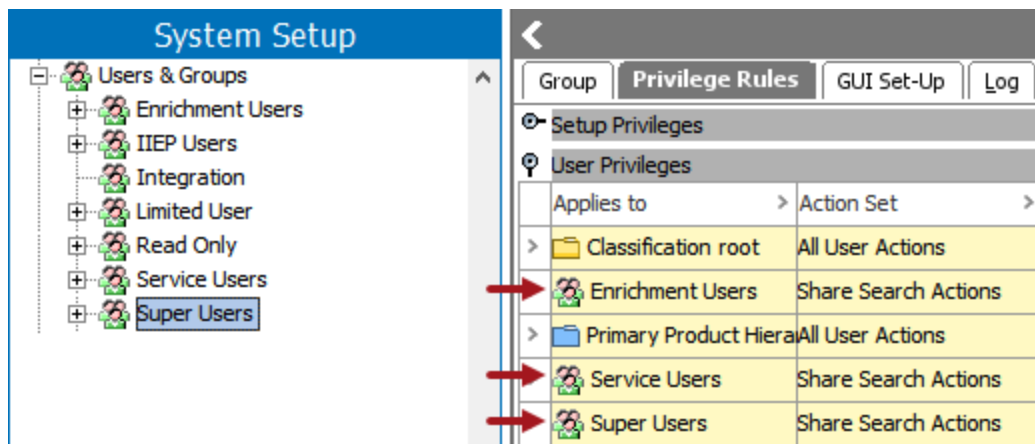 System Setup
Users & Groups
Enrichment Users
IIEP Users
Integration
Limited User
Read Only
Service Users
Super Users
Group Privilege Rules GUI Set-Up Log
Setup Privileges
User Privileges
Applies to > Action Set >
> Classification root All User Actions
Enrichment Users Share Search Actions
> Primary Product Hiera All User Actions
Service Users Share Search Actions
Super Users Share Search Actions